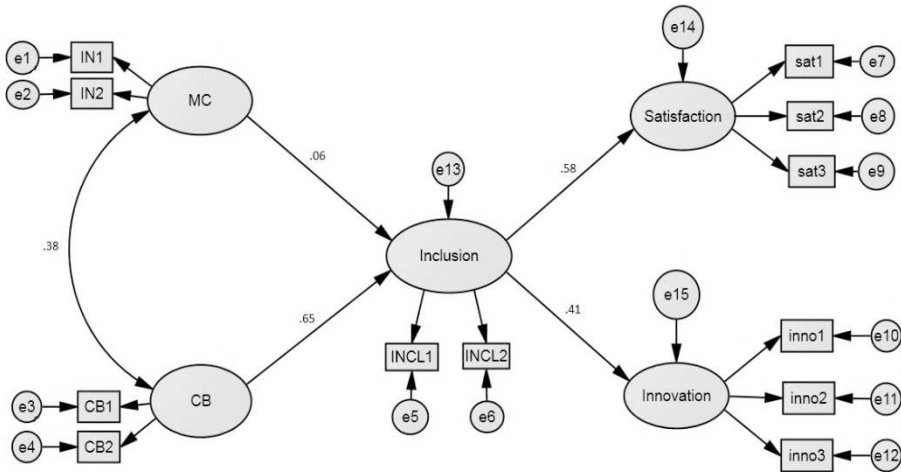 e1
IN1
e2
IN2
MC
.38
e3
CB1
e4
CB2
CB
.06
.65
e13
Inclusion
INCL1
INCL2
e5
e6
.58
.41
e14
Satisfaction
sat1
e7
sat2
e8
sat3
e9
e15
Innovation
inno1
e10
inno2
e11
inno3
e12